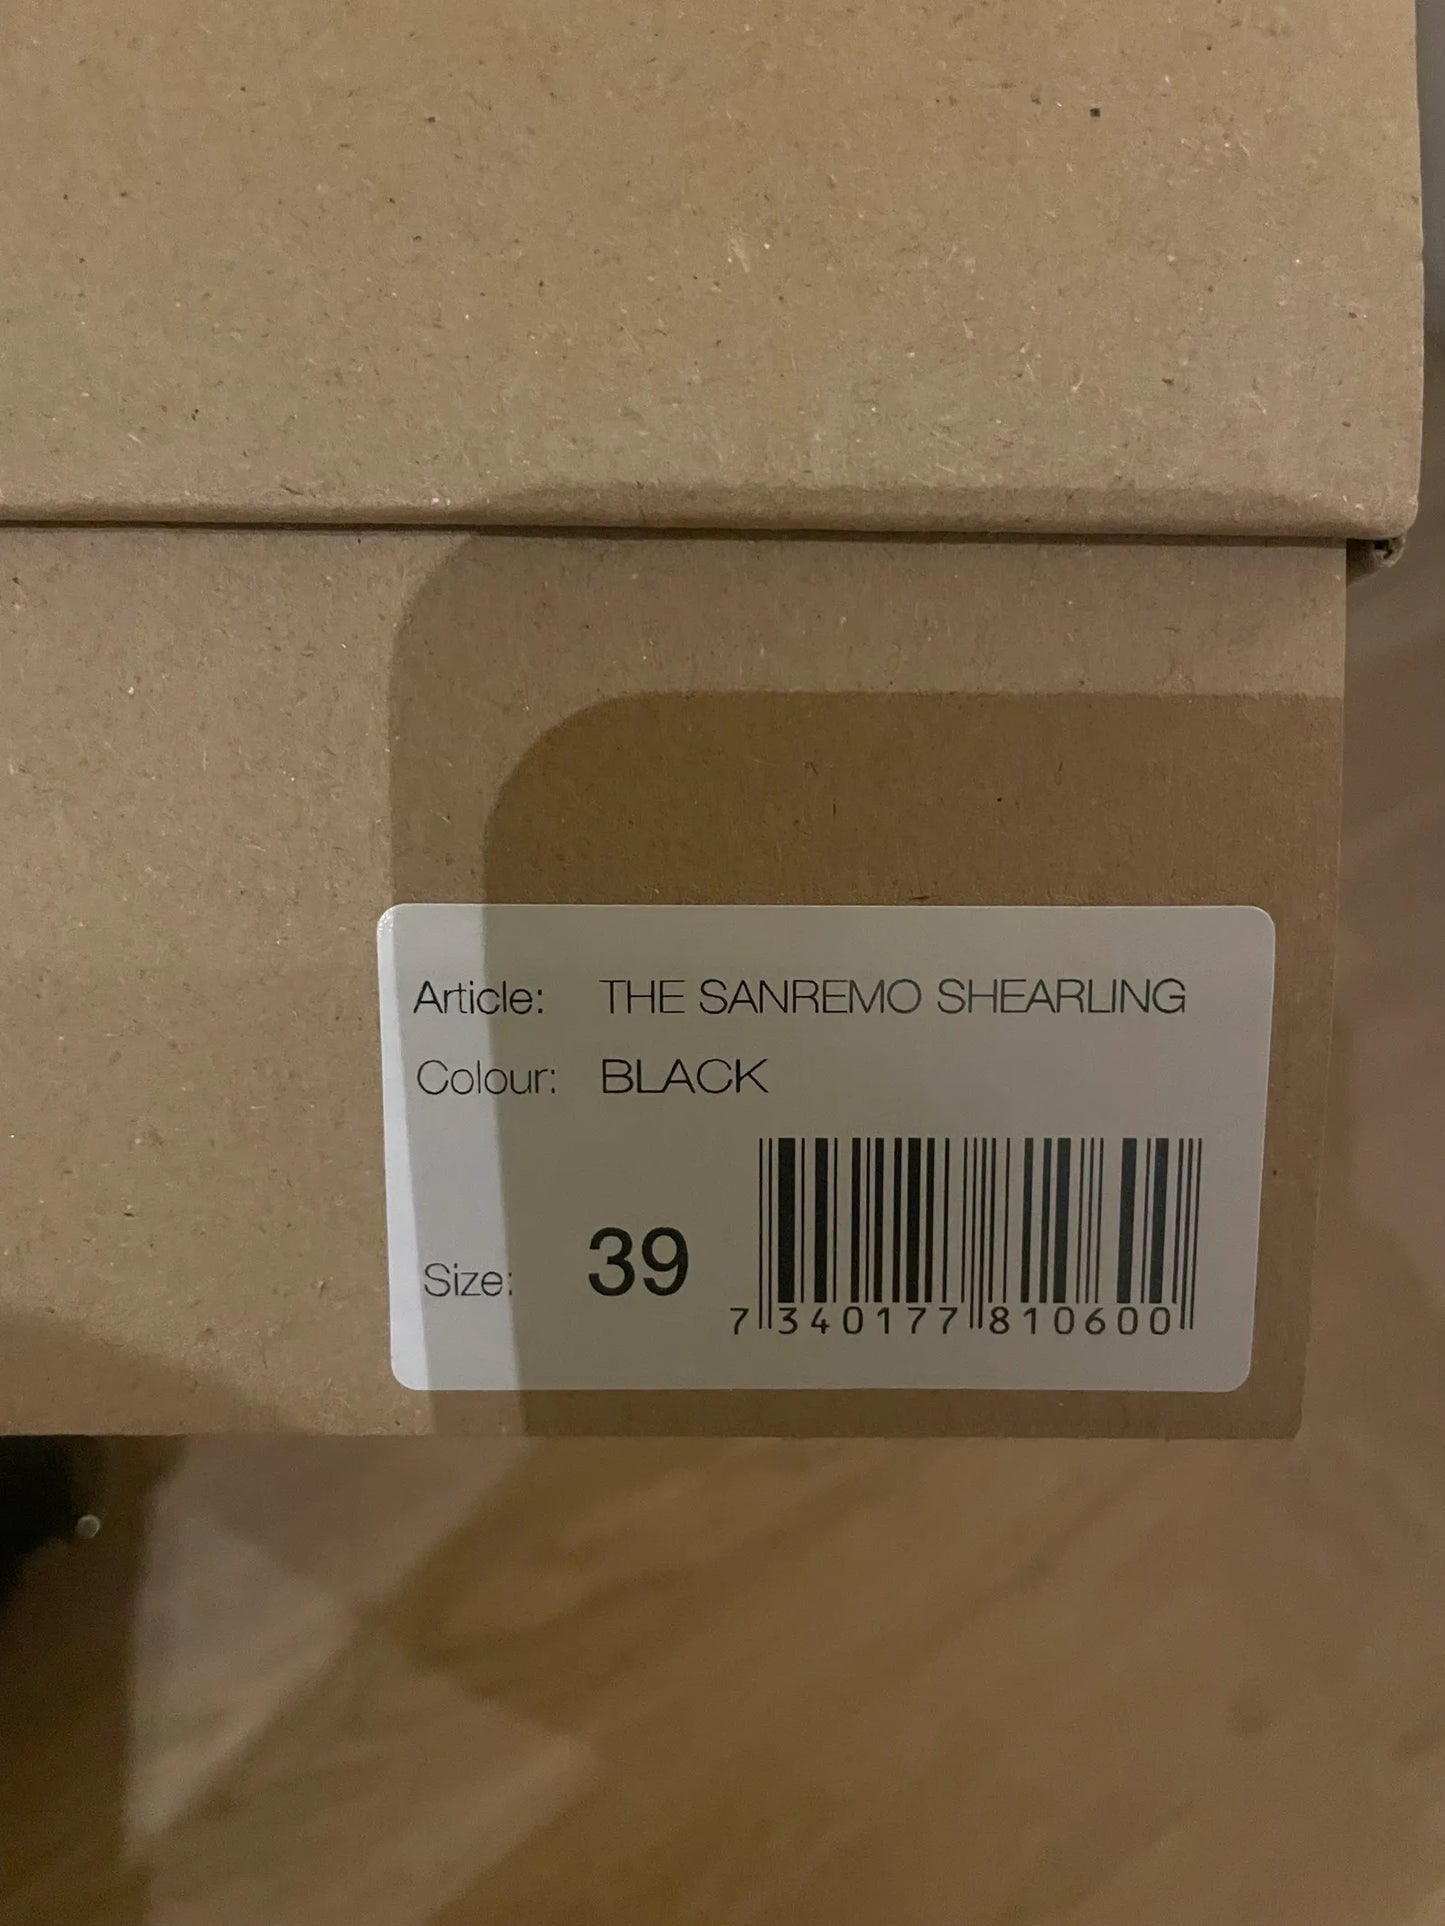 Article: THE SANREMO SHEARLING
Colour: BLACK
Size: 39
7 340177 810600